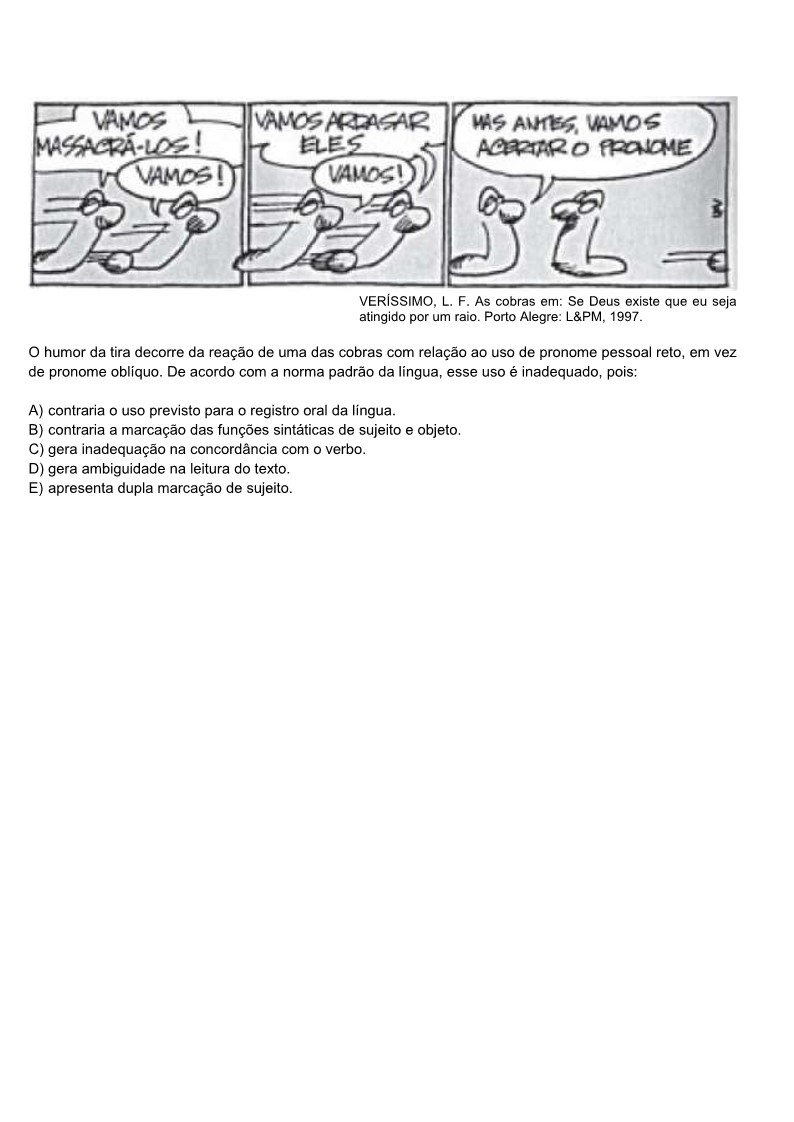 VAMOS
MASSACRÁ-LOS!
VAMOS!
VAMOS ARRASAR
ELES
VAMOS!
MAS ANTES, VAMOS
ACERTAR O PRONOME
VERÍSSIMO, L. F. As cobras em: Se Deus existe que eu seja
atingido por um raio. Porto Alegre: L&PM, 1997.
O humor da tira decorre da reação de uma das cobras com relação ao uso de pronome pessoal reto, em vez
de pronome oblíquo. De acordo com a norma padrão da língua, esse uso é inadequado, pois:
A) contraria o uso previsto para o registro oral da língua.
B) contraria a marcação das funções sintáticas de sujeito e objeto.
C) gera inadequação na concordância com o verbo.
D) gera ambiguidade na leitura do texto.
E) apresenta dupla marcação de sujeito.